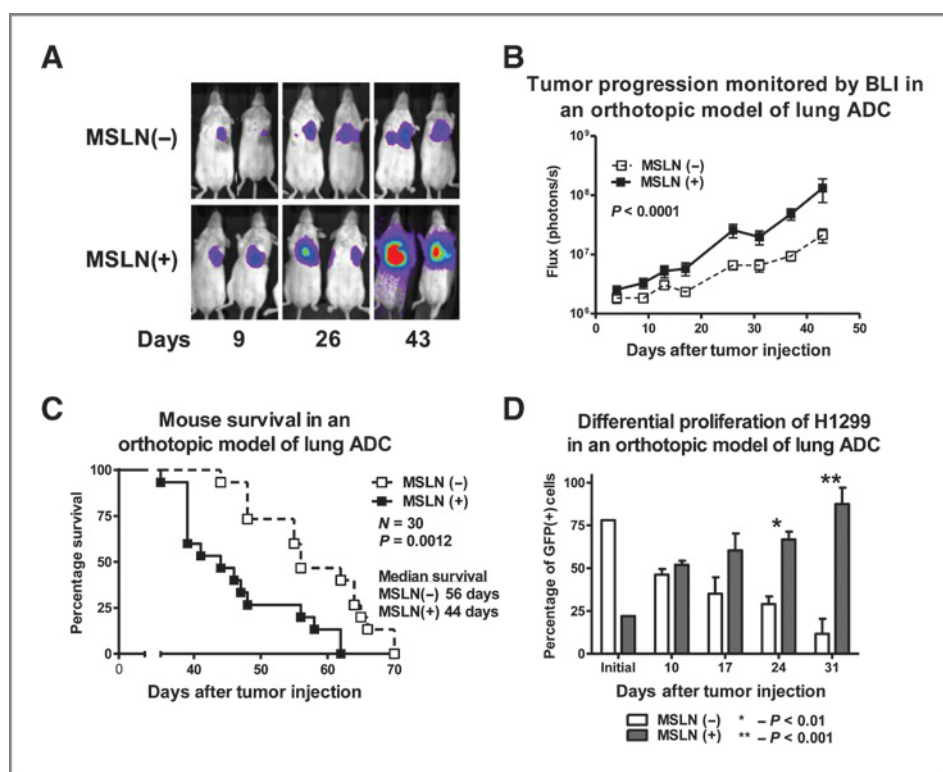 A
MSLN(–)
MSLN(+)
Days 9 26 43
B
Tumor progression monitored by BLI in
an orthotopic model of lung ADC
10⁹
10⁸
10⁷
10⁶
Flux (photons/s)
MSLN (–)
MSLN (+)
P < 0.0001
0 10 20 30 40 50
Days after tumor injection
C
Mouse survival in an
orthotopic model of lung ADC
100
75
50
25
0
Percentage survival
MSLN (–)
MSLN (+)
N = 30
P = 0.0012
Median survival
MSLN(–) 56 days
MSLN(+) 44 days
0 40 50 60 70
Days after tumor injection
D
Differential proliferation of H1299
in an orthotopic model of lung ADC
100
75
50
25
0
Percentage of GFP(+) cells
*
**
Initial 10 17 24 31
Days after tumor injection
MSLN (–) * – P < 0.01
MSLN (+) ** – P < 0.001